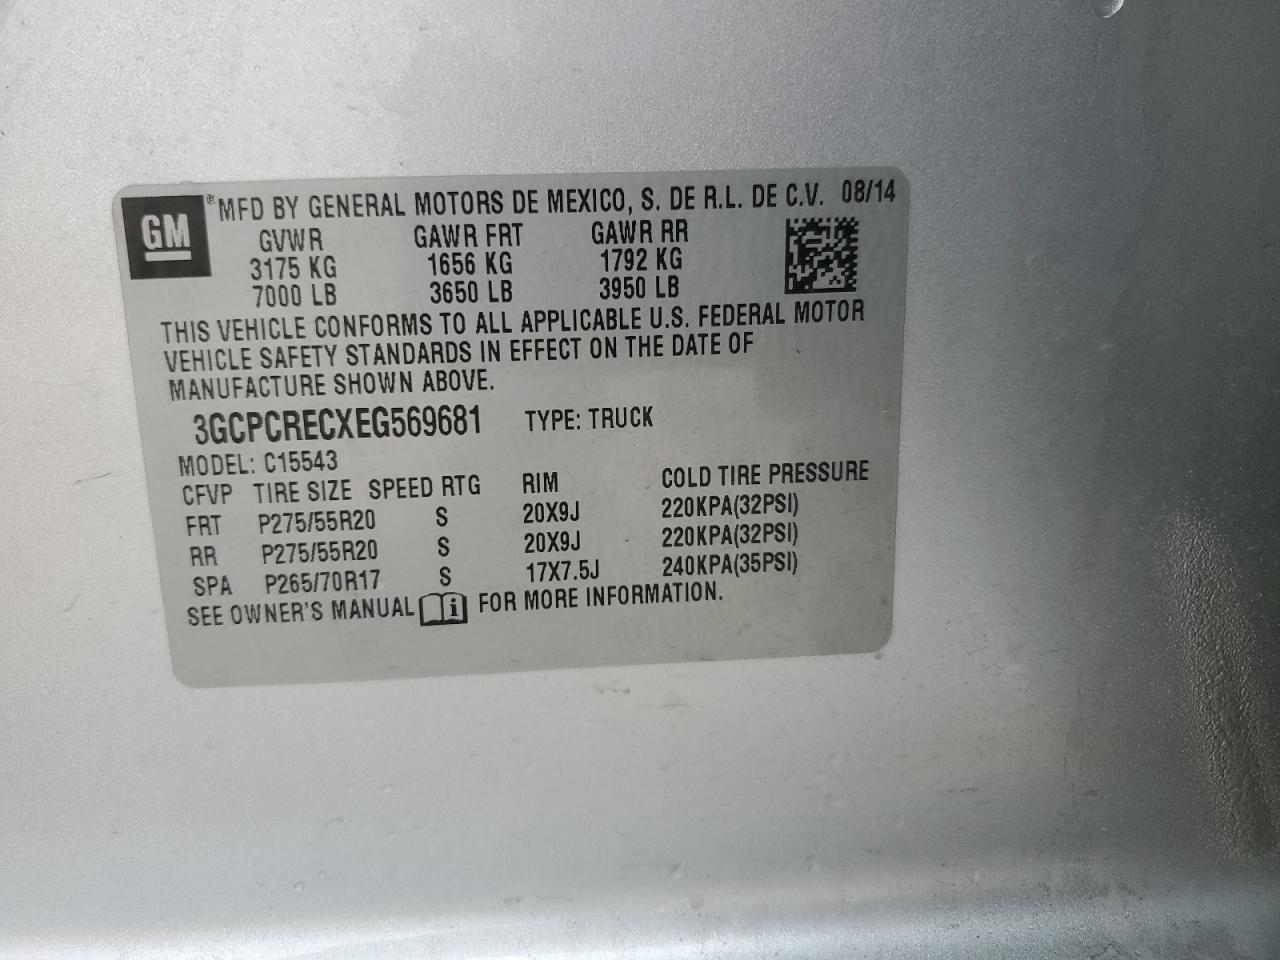 GM ® MFD BY GENERAL MOTORS DE MEXICO, S. DE R.L. DE C.V. 08/14
GVWR GAWR FRT GAWR RR
3175 KG 1656 KG 1792 KG
7000 LB 3650 LB 3950 LB
THIS VEHICLE CONFORMS TO ALL APPLICABLE U.S. FEDERAL MOTOR
VEHICLE SAFETY STANDARDS IN EFFECT ON THE DATE OF
MANUFACTURE SHOWN ABOVE.
3GCPCRECXEG569681 TYPE: TRUCK
MODEL: C15543
CFVP TIRE SIZE SPEED RTG RIM COLD TIRE PRESSURE
FRT P275/55R20 S 20X9J 220KPA(32PSI)
RR P275/55R20 S 20X9J 220KPA(32PSI)
SPA P265/70R17 S 17X7.5J 240KPA(35PSI)
SEE OWNER'S MANUAL i FOR MORE INFORMATION.